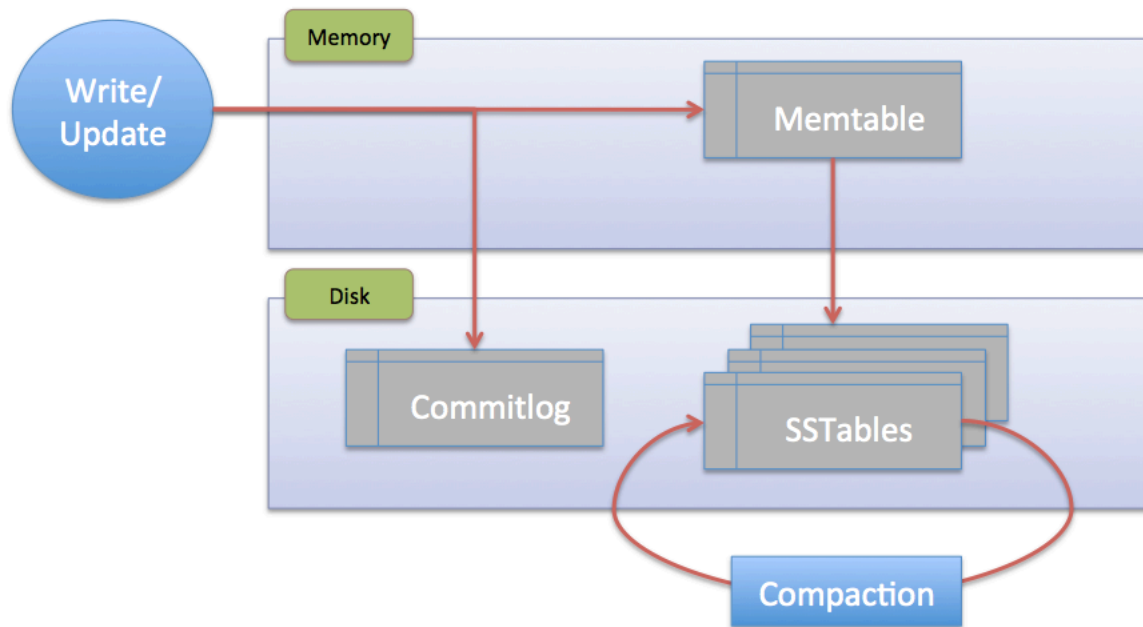 Memory
Write/
Update
Memtable
Disk
Commitlog
SSTables
Compaction